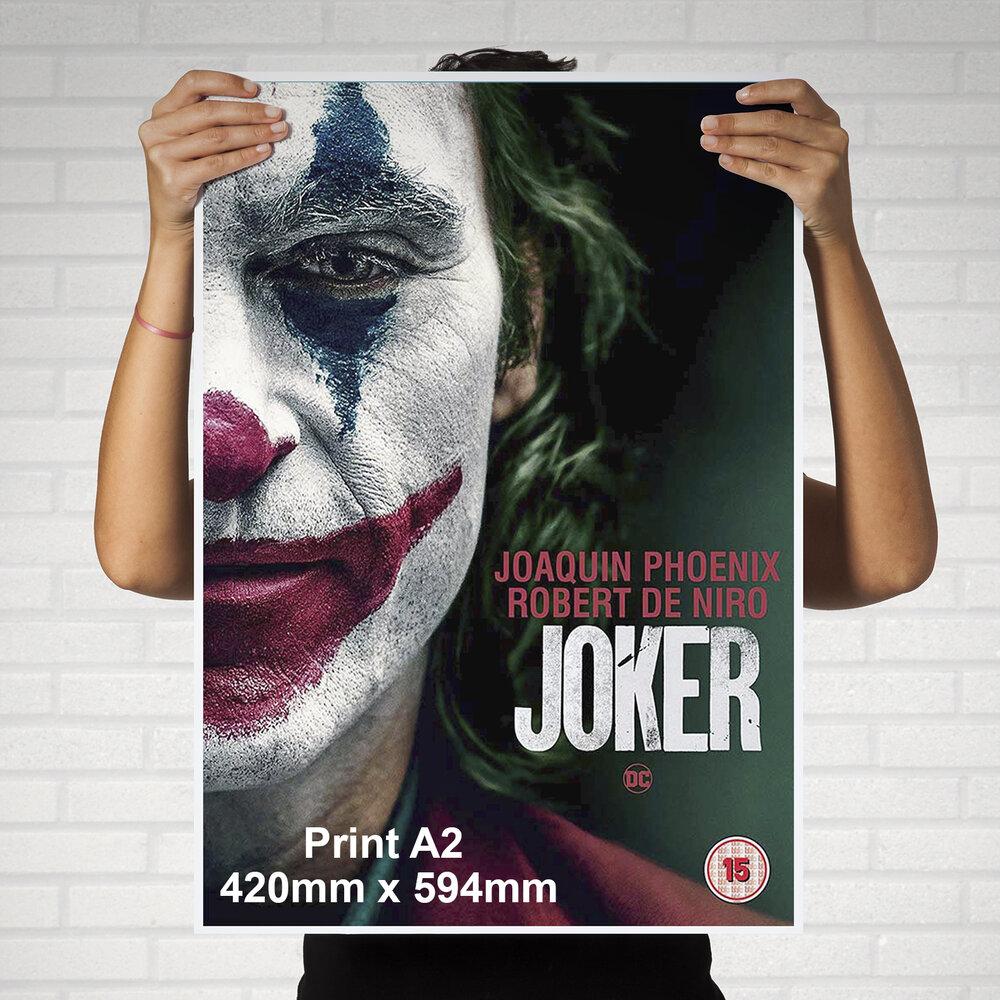 JOAQUIN PHOENIX
ROBERT DE NIRO
JOKER
DC
15
Print A2
420mm x 594mm